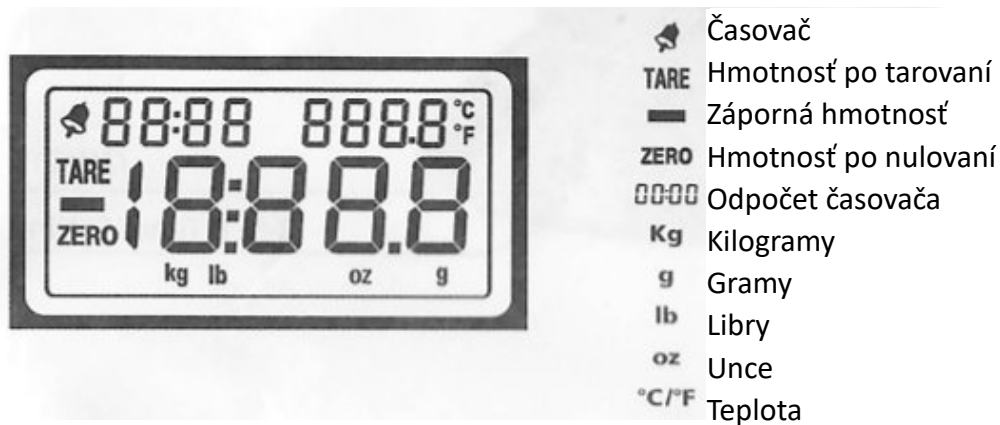 88:88 888.8 °C
°F
TARE
18:88.8
ZERO
kg lb oz g
Časovač
TARE Hmotnosť po tarovaní
Záporná hmotnosť
ZERO Hmotnosť po nulovaní
00:00 Odpočet časovača
Kg Kilogramy
g Gramy
lb Libry
oz Unce
°C/°F Teplota